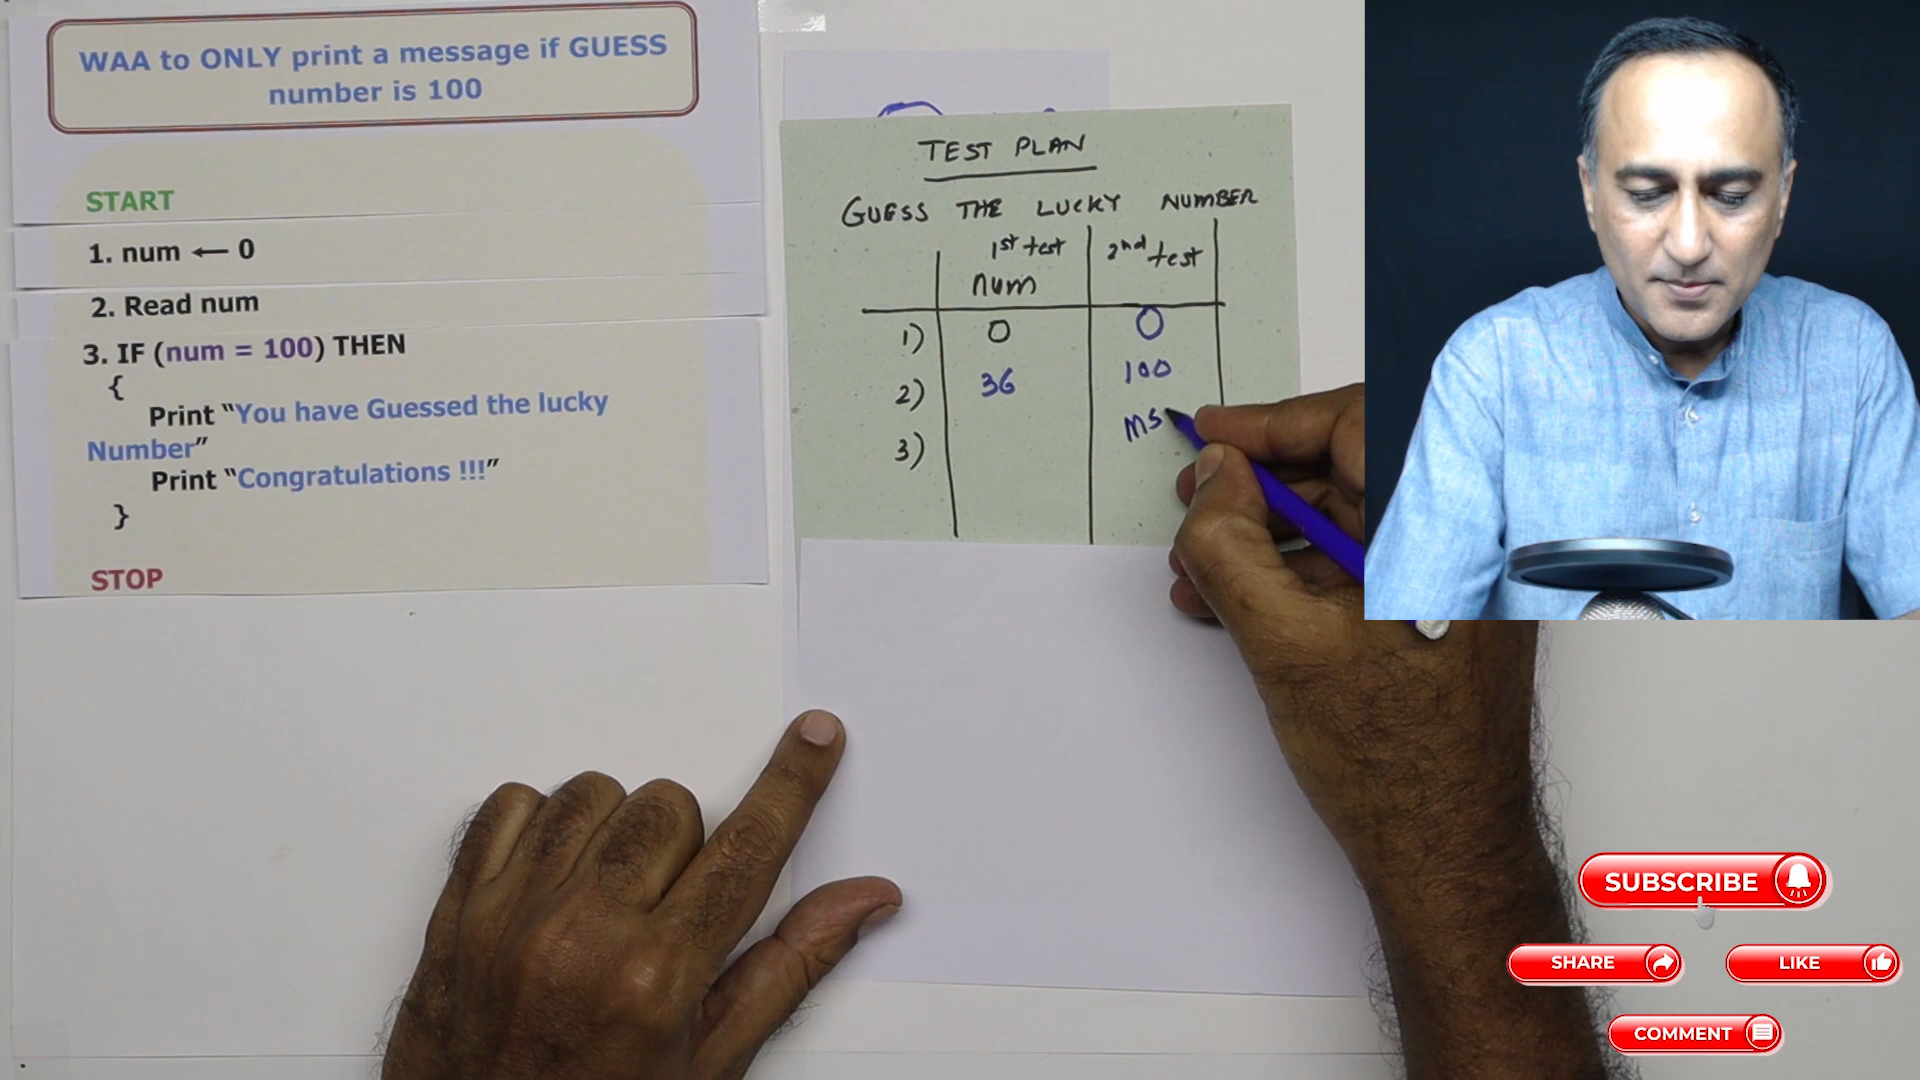 WAA to ONLY print a message if GUESS
number is 100
START
1. num ← 0
2. Read num
3. IF (num = 100) THEN
{
Print “You have Guessed the lucky
Number”
Print “Congratulations !!!”
}
STOP
TEST PLAN
GUESS THE LUCKY NUMBER
1st test 2nd test
num
1) 0 0
2) 36 100
3) MS
SUBSCRIBE
SHARE LIKE
COMMENT